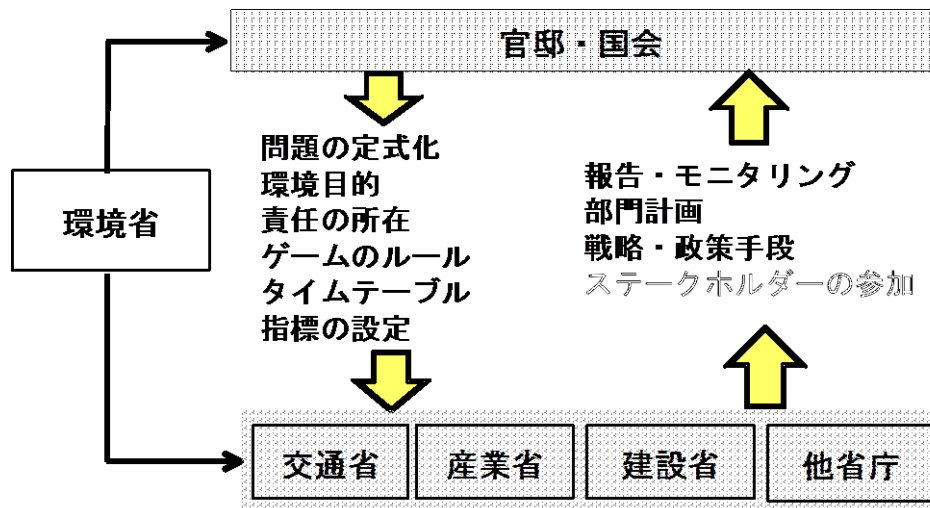 官邸・国会
問題の定式化
環境目的
責任の所在
ゲームのルール
タイムテーブル
指標の設定
報告・モニタリング
部門計画
戦略・政策手段
ステークホルダーの参加
環境省
交通省
産業省
建設省
他省庁